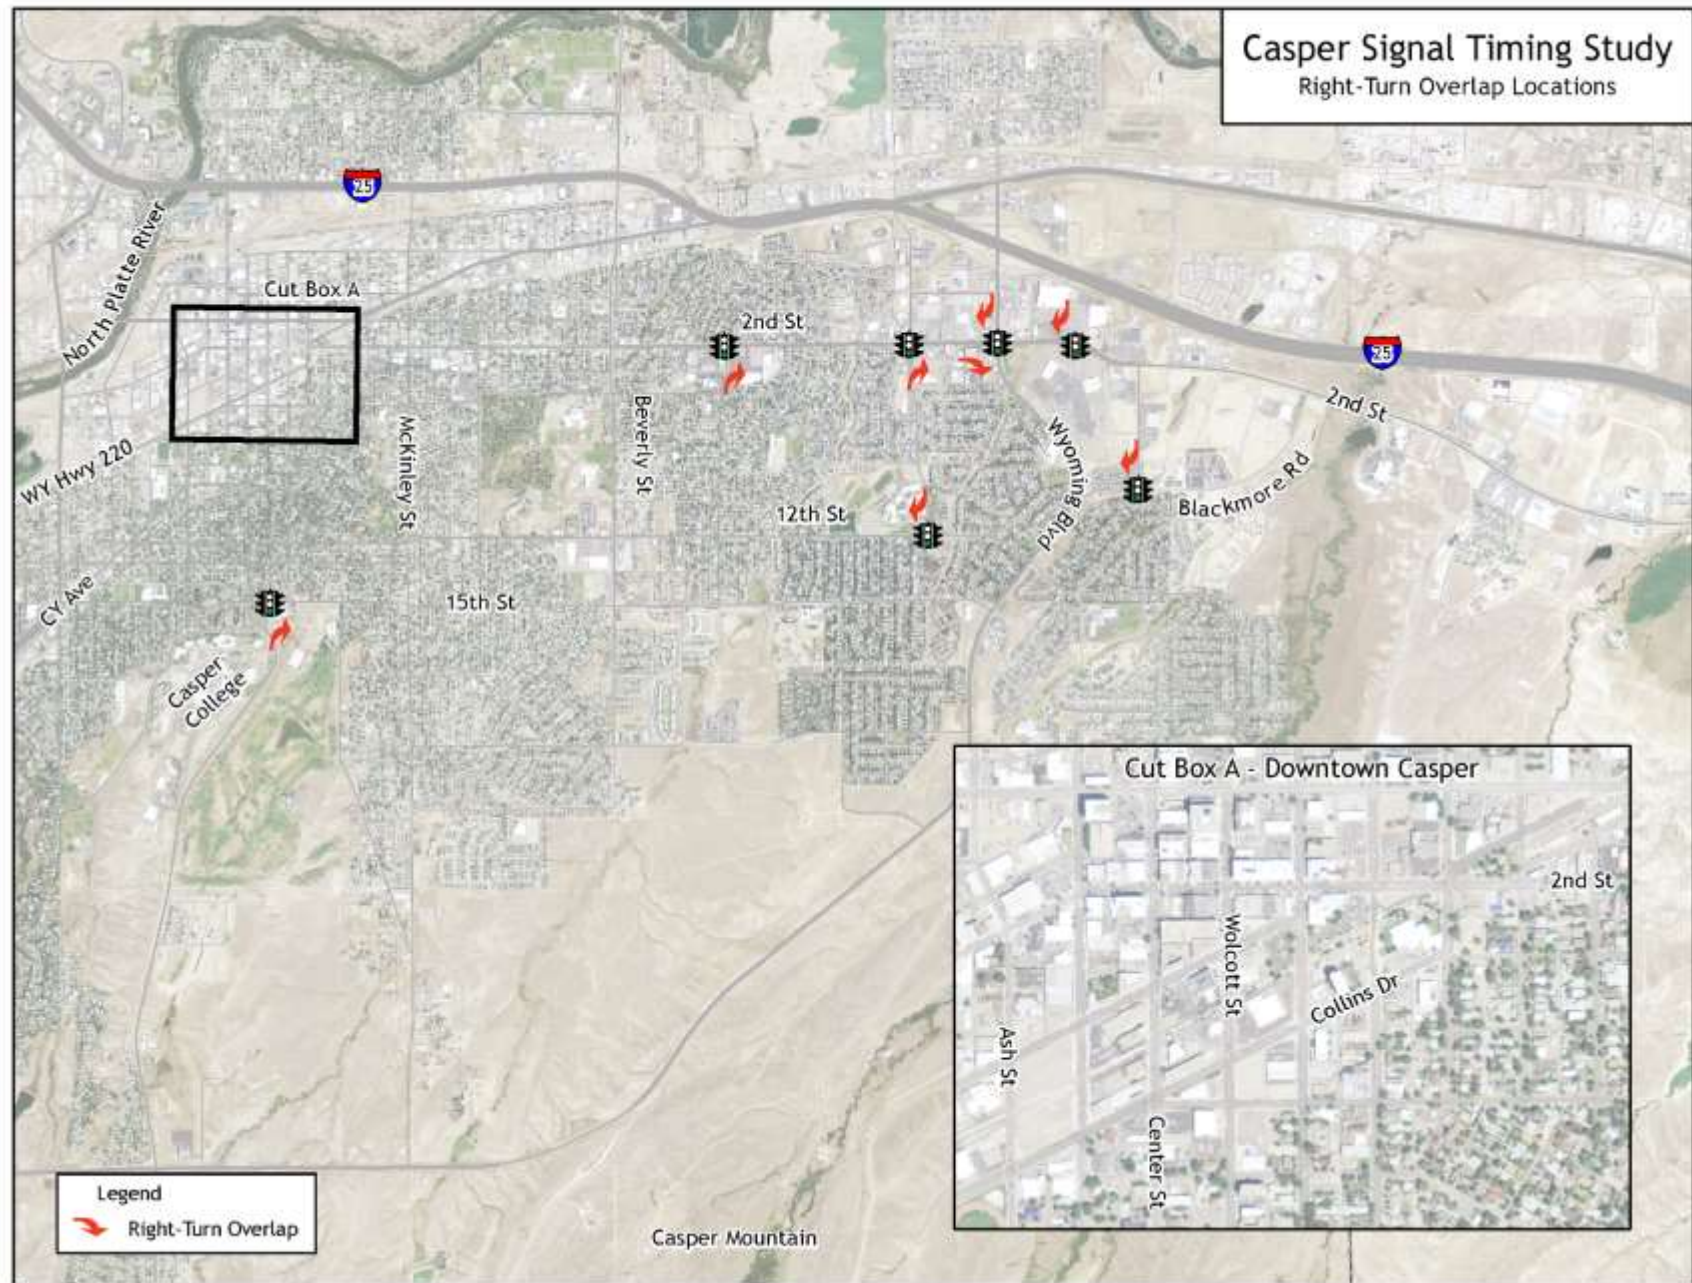 Casper Signal Timing Study
Right-Turn Overlap Locations
25
North Platte River
Cut Box A
2nd St
25
2nd St
WY Hwy 220
McKinley St
Beverly St
Wyoming Blvd
Blackmore Rd
12th St
CY Ave
15th St
Casper
College
Cut Box A - Downtown Casper
2nd St
Wolcott St
Collins Dr
Ash St
Center St
Legend
Right-Turn Overlap
Casper Mountain